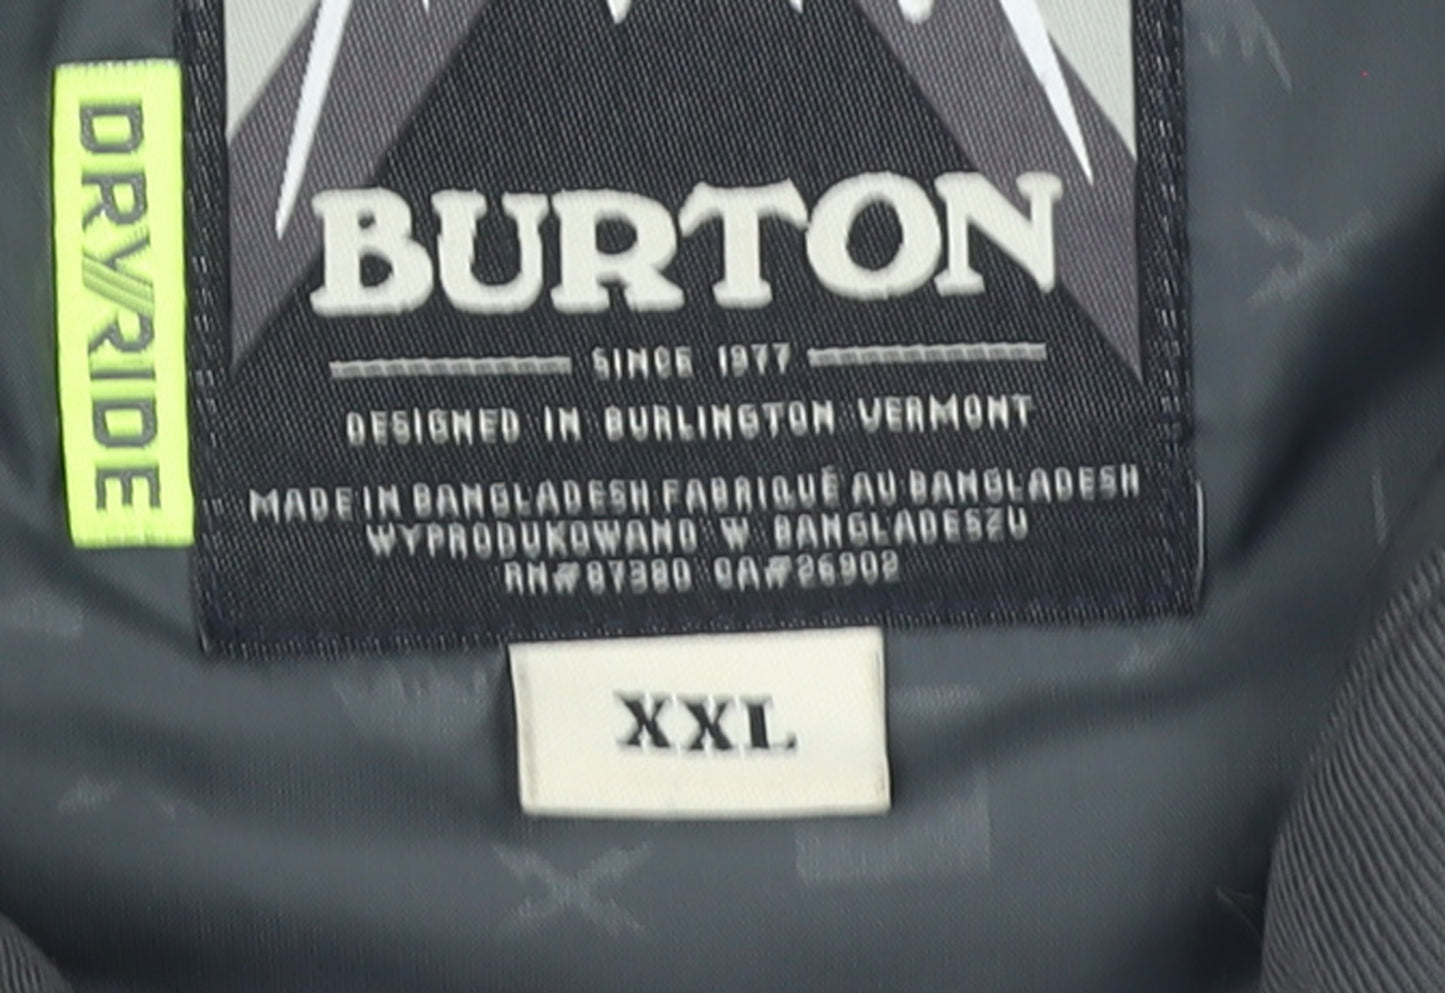 DRYRIDE
BURTON
SINCE 1977
DESIGNED IN BURLINGTON VERMONT
MADE IN BANGLADESH FABRIQUÉ AU BANGLADESH
WYPRODUKOWANO W BANGLADESZU
RN#87380 CA#26902
XXL